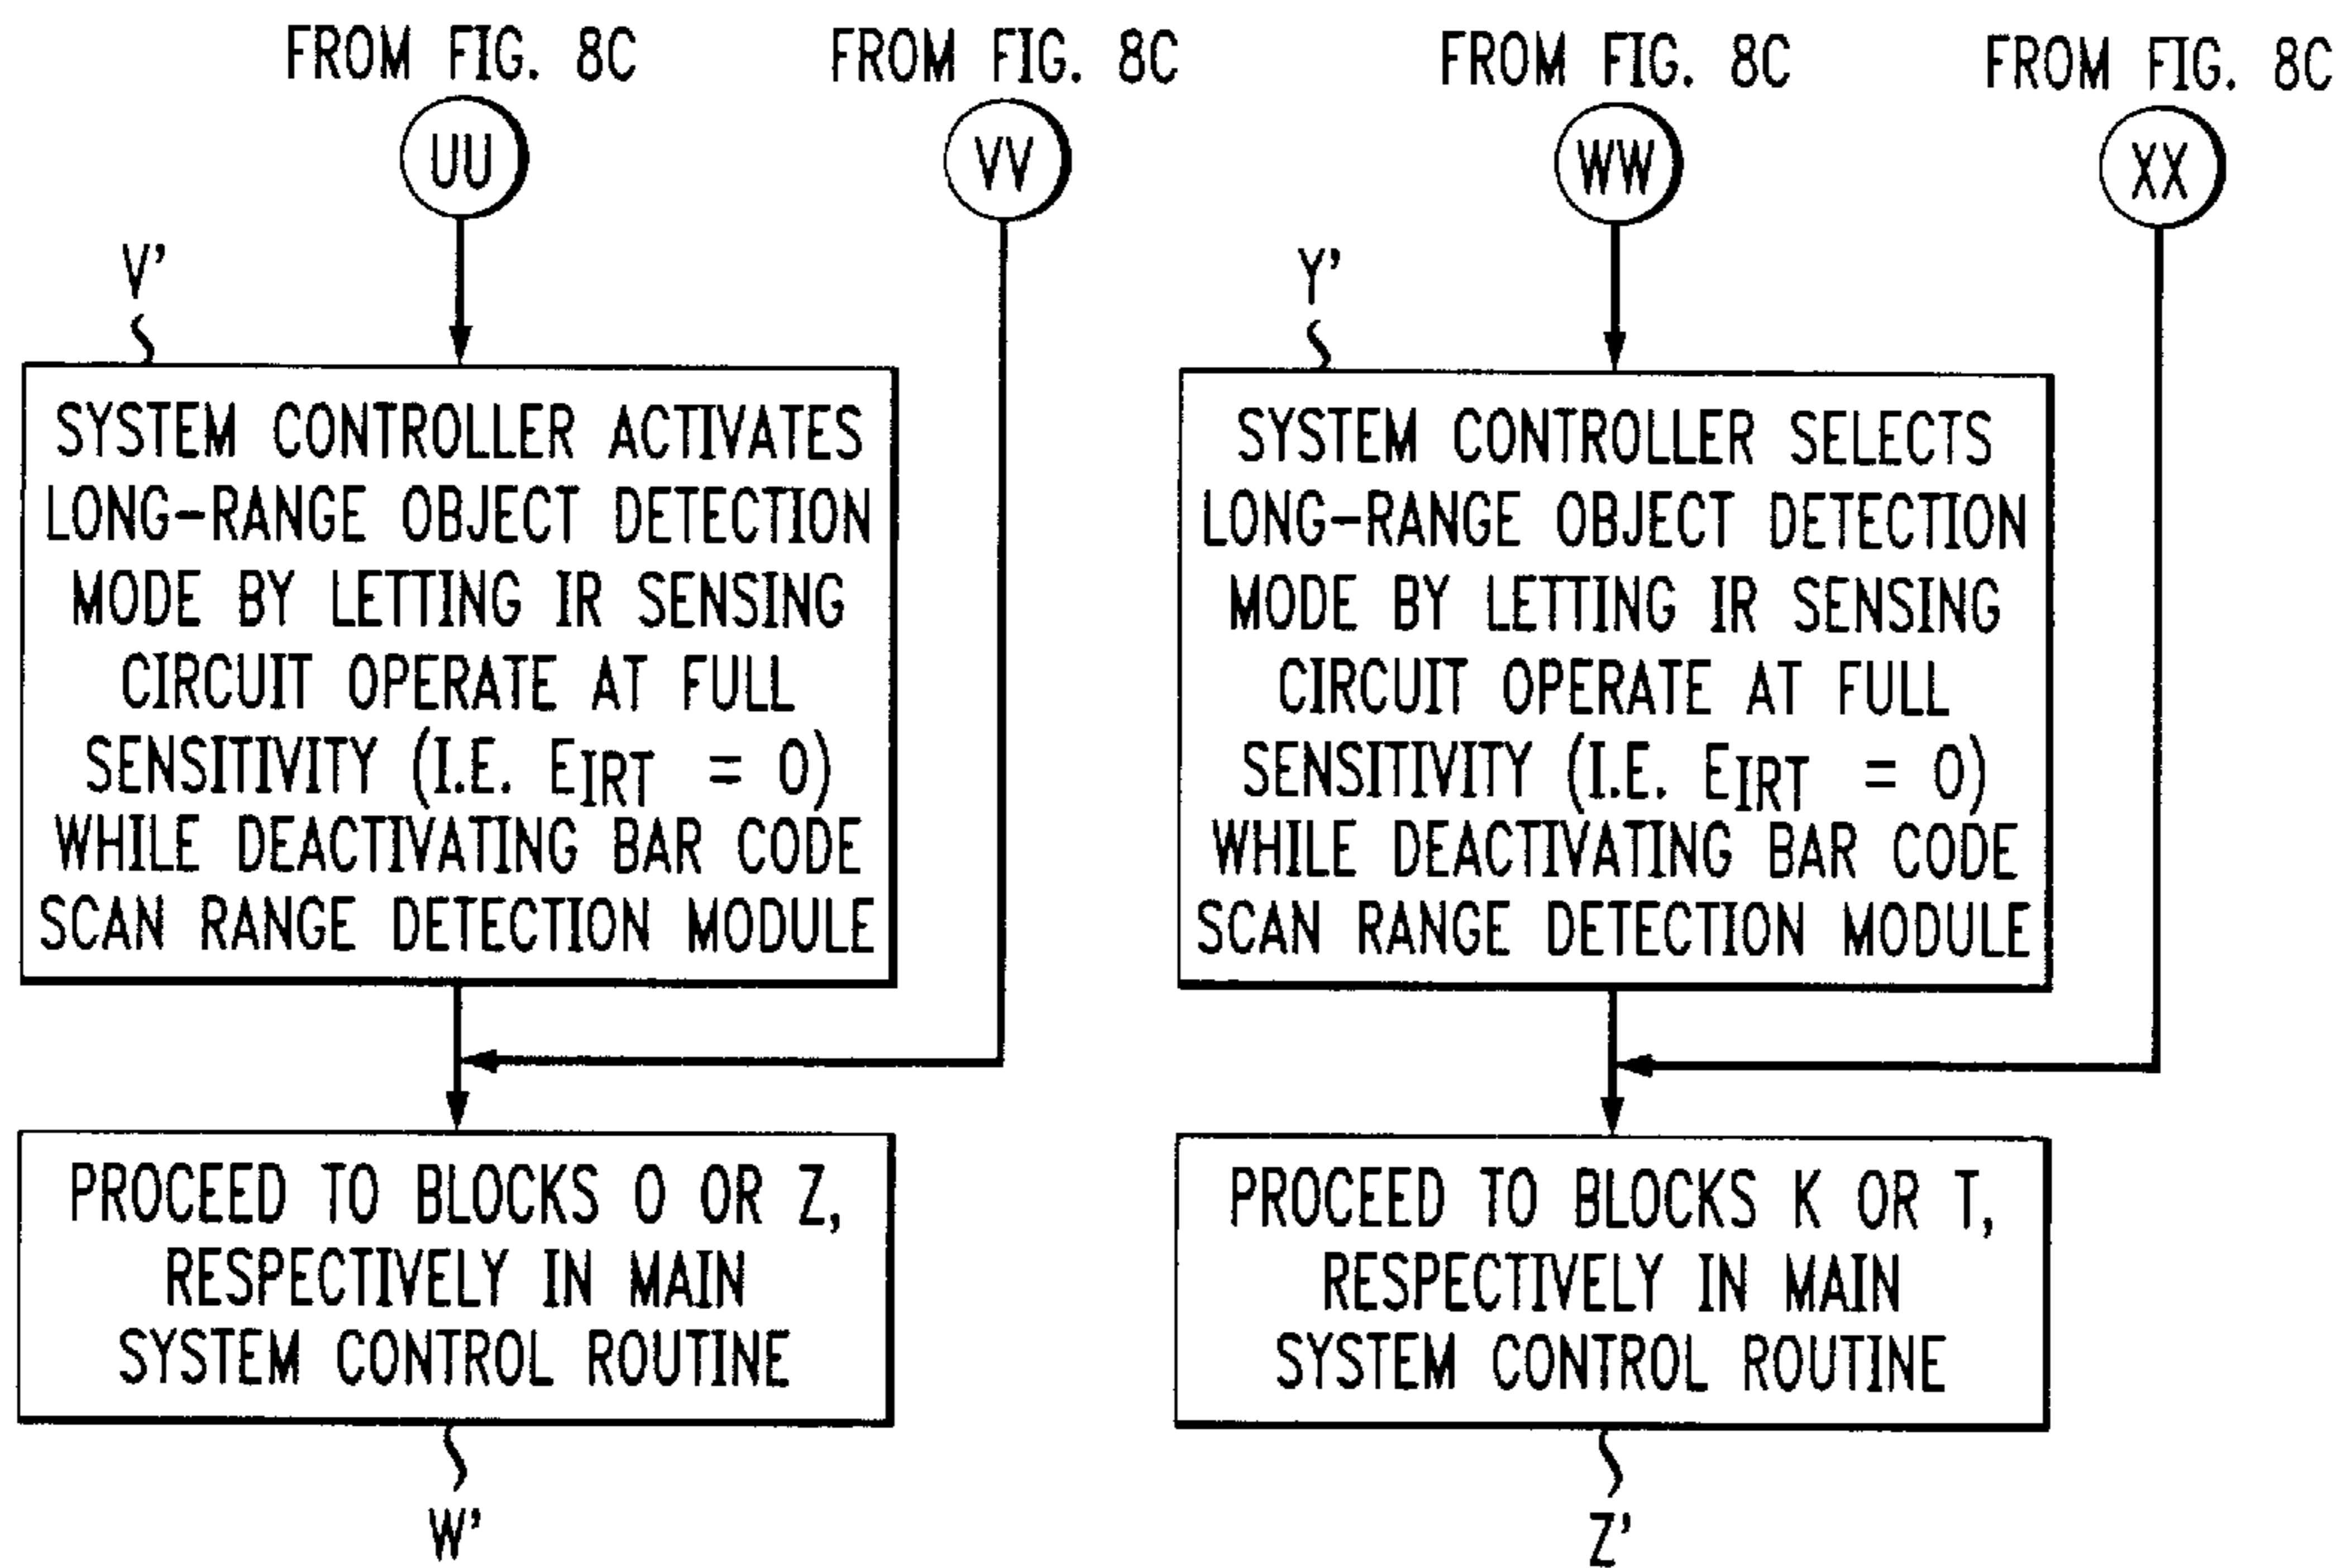 FROM FIG. 8C
FROM FIG. 8C
FROM FIG. 8C
FROM FIG. 8C
UU
VV
WW
XX
V'
SYSTEM CONTROLLER ACTIVATES
LONG-RANGE OBJECT DETECTION
MODE BY LETTING IR SENSING
CIRCUIT OPERATE AT FULL
SENSITIVITY (I.E. EIRT = 0)
WHILE DEACTIVATING BAR CODE
SCAN RANGE DETECTION MODULE
PROCEED TO BLOCKS O OR Z,
RESPECTIVELY IN MAIN
SYSTEM CONTROL ROUTINE
W'
Y'
SYSTEM CONTROLLER SELECTS
LONG-RANGE OBJECT DETECTION
MODE BY LETTING IR SENSING
CIRCUIT OPERATE AT FULL
SENSITIVITY (I.E. EIRT = 0)
WHILE DEACTIVATING BAR CODE
SCAN RANGE DETECTION MODULE
PROCEED TO BLOCKS K OR T,
RESPECTIVELY IN MAIN
SYSTEM CONTROL ROUTINE
Z'